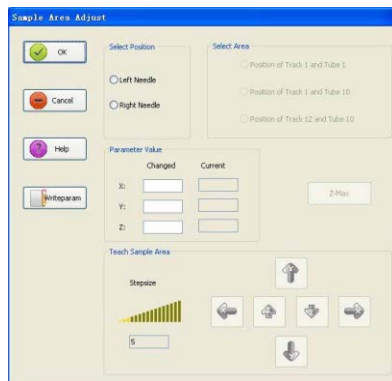 Sample Area Adjust
OK
Cancel
Help
Writeparam
Select Position
Left Needle
Right Needle
Select Area
Position of Track 1 and Tube 1
Position of Track 1 and Tube 10
Position of Track 12 and Tube 10
Parameter Value
Changed Current
X:
Y:
Z:
Z-Max
Teach Sample Area
Stepsize
5